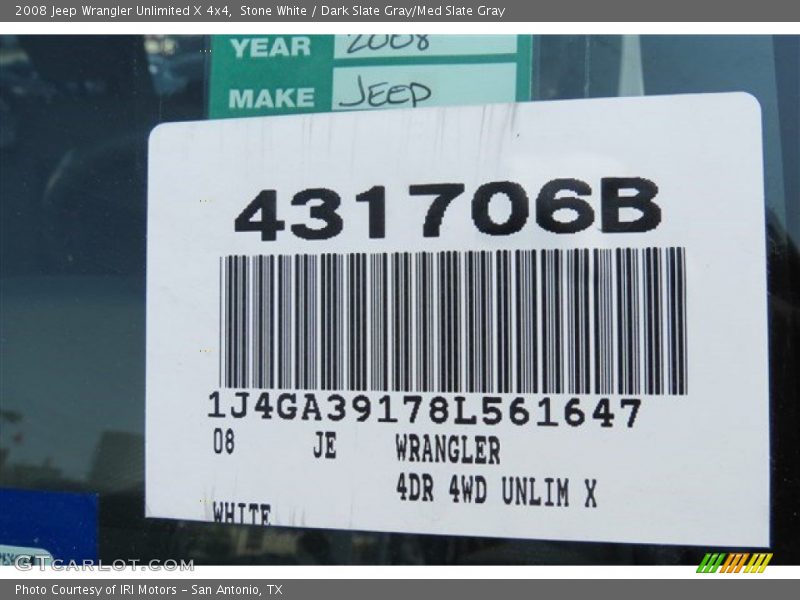 2008 Jeep Wrangler Unlimited X 4x4, Stone White / Dark Slate Gray/Med Slate Gray
YEAR 2008
MAKE JEEP
431706B
1J4GA39178L561647
08 JE WRANGLER
4DR 4WD UNLIM X
WHITE
GTCARLOT.COM
Photo Courtesy of IRI Motors - San Antonio, TX